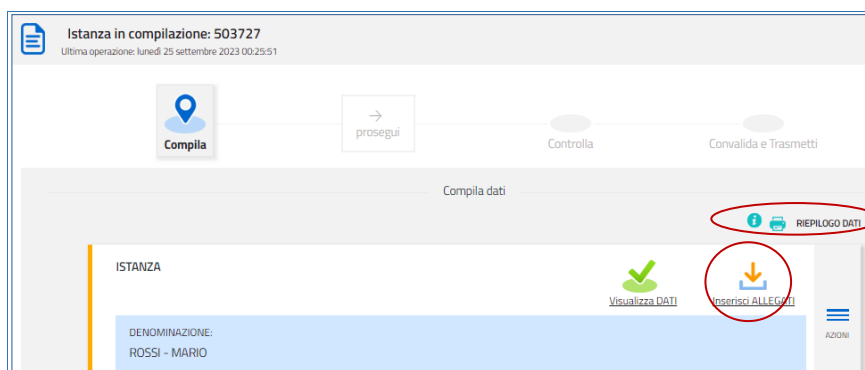 Istanza in compilazione: 503727
Ultima operazione: lunedì 25 settembre 2023 00:25:51
Compila
prosegui
Controlla
Convalida e Trasmetti
Compila dati
RIEPILOGO DATI
ISTANZA
Visualizza DATI
Inserisci ALLEGATI
AZIONI
DENOMINAZIONE:
ROSSI - MARIO